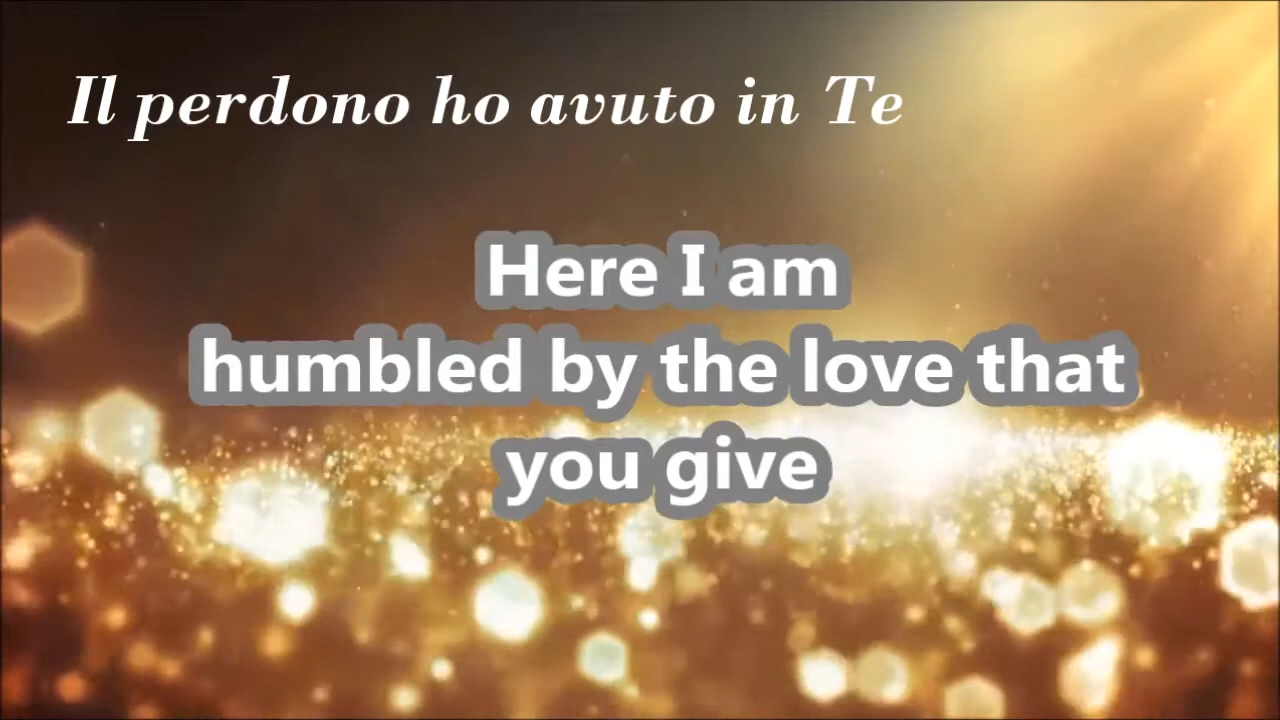 Il perdono ho avuto in Te
Here I am
humbled by the love that
you give